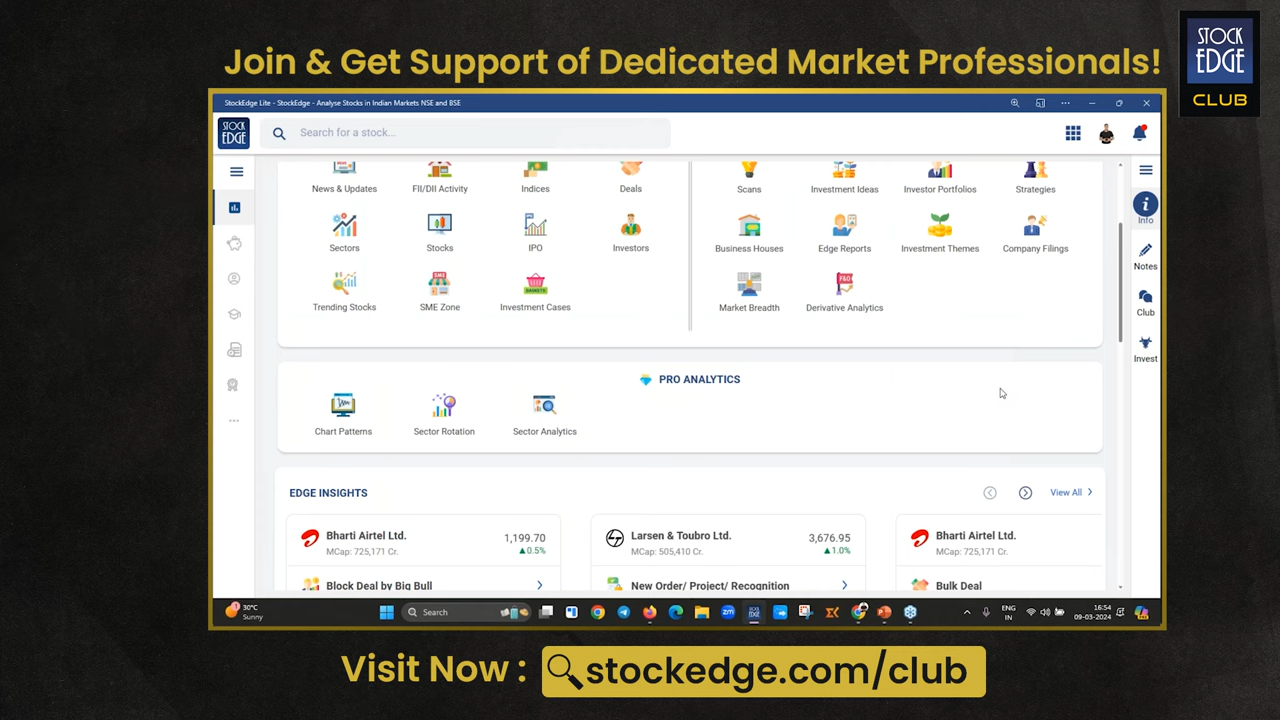 Join & Get Support of Dedicated Market Professionals!
STOCK
EDGE
CLUB
StockEdge Lite - StockEdge - Analyse Stocks in Indian Markets NSE and BSE
STOCK
EDGE
Search for a stock...
News & Updates
FII/DII Activity
Indices
Deals
Scans
Investment Ideas
Investor Portfolios
Strategies
Info
Sectors
Stocks
IPO
Investors
Business Houses
Edge Reports
Investment Themes
Company Filings
Notes
SME
BASKETS
F&O
Trending Stocks
SME Zone
Investment Cases
Market Breadth
Derivative Analytics
Club
Invest
PRO ANALYTICS
Chart Patterns
Sector Rotation
Sector Analytics
EDGE INSIGHTS
View All
Bharti Airtel Ltd.
1,199.70
MCap: 725,171 Cr.
▲0.5%
Block Deal by Big Bull
Larsen & Toubro Ltd.
3,676.95
MCap: 505,410 Cr.
▲1.0%
New Order/ Project/ Recognition
Bharti Airtel Ltd.
MCap: 725,171 Cr.
Bulk Deal
30°C
Sunny
Search
zm
ENG
IN
16:54
09-03-2024
Visit Now :
stockedge.com/club